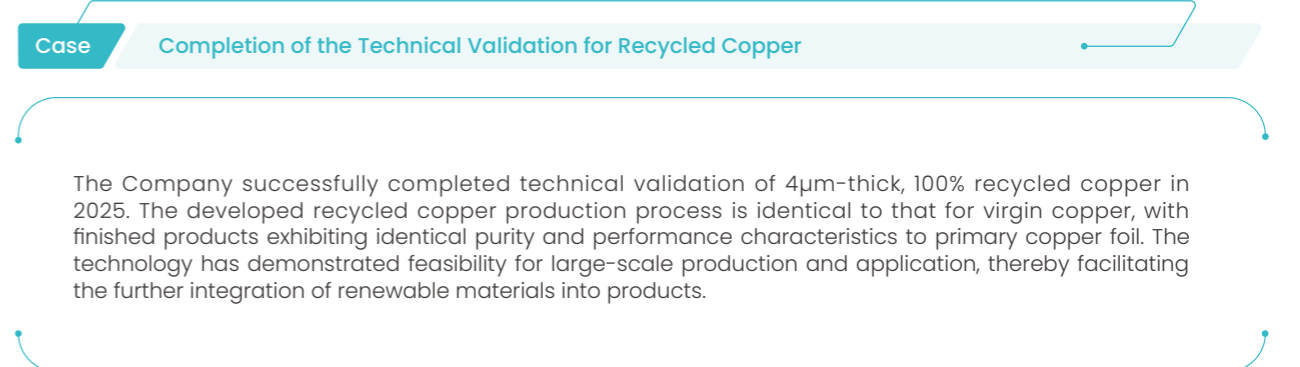 Case
Completion of the Technical Validation for Recycled Copper
The Company successfully completed technical validation of 4μm-thick, 100% recycled copper in
2025. The developed recycled copper production process is identical to that for virgin copper, with
finished products exhibiting identical purity and performance characteristics to primary copper foil. The
technology has demonstrated feasibility for large-scale production and application, thereby facilitating
the further integration of renewable materials into products.